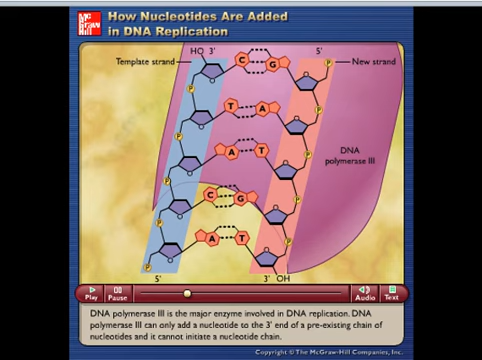 Mc
Graw
Hill
How Nucleotides Are Added
in DNA Replication
HO 3'
5'
Template strand
New strand
C G
P P
T A
P P
A T
DNA
polymerase III
P P
C G
P P
A T
P
5'
3' OH
Play
Pause
Audio
Text
DNA polymerase III is the major enzyme involved in DNA replication. DNA
polymerase III can only add a nucleotide to the 3' end of a pre-existing chain of
nucleotides and it cannot initiate a nucleotide chain.
Copyright © The McGraw-Hill Companies, Inc.